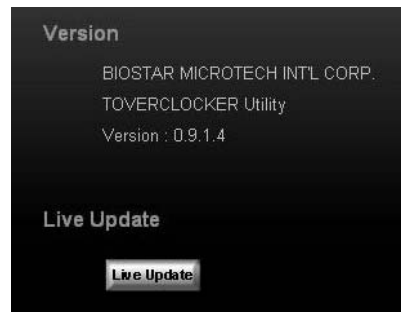 Version
BIOSTAR MICROTECH INT'L CORP.
TOVERCLOCKER Utility
Version : 0.9.1.4
Live Update
Live Update